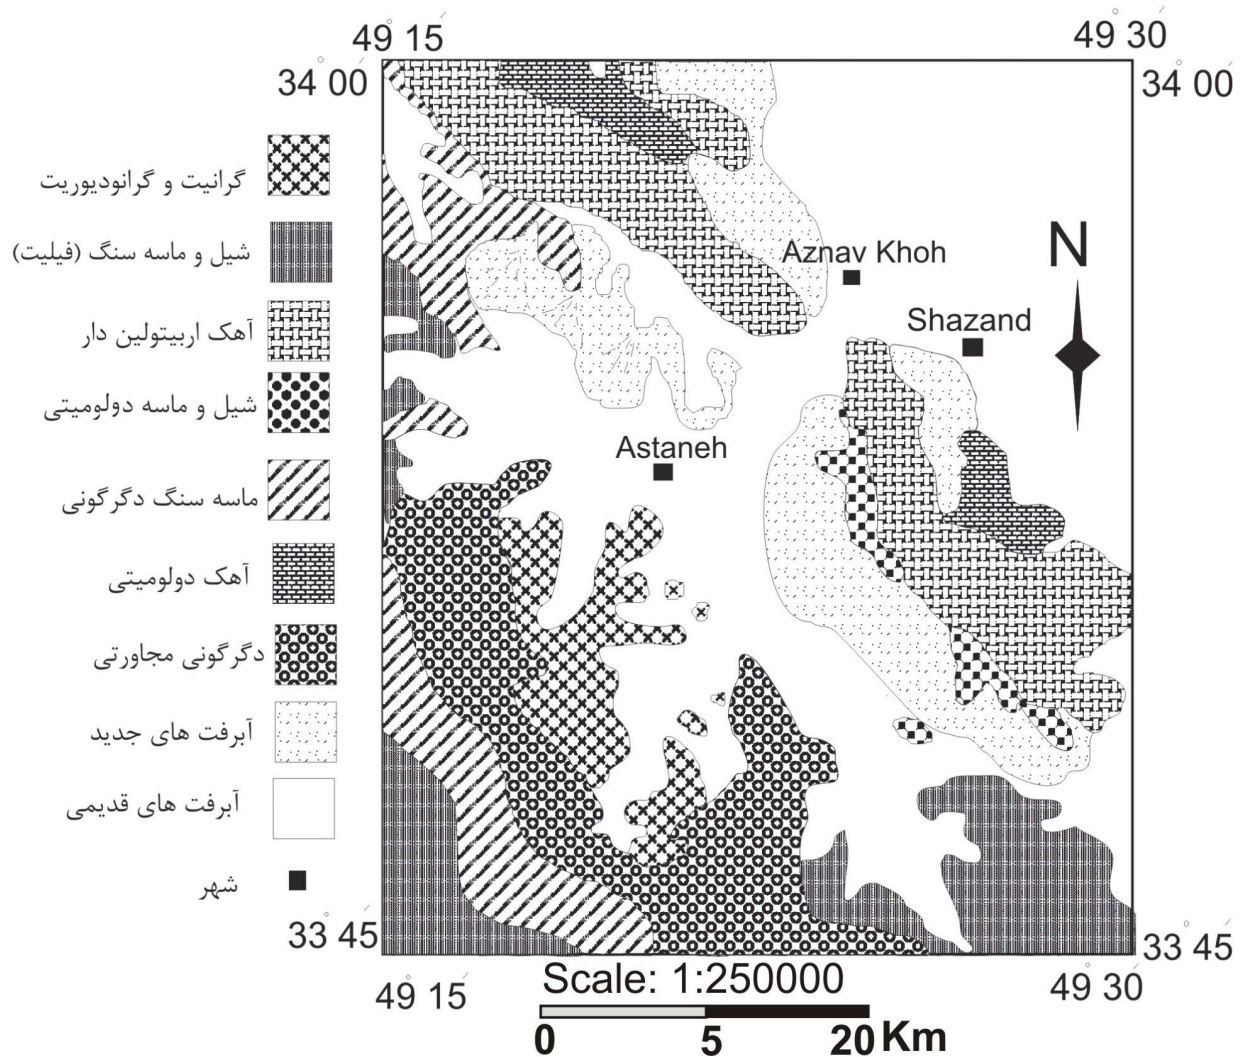 49° 15′
49° 30′
34° 00′
34° 00′
گرانیت و گرانودیوریت
شیل و ماسه سنگ (فیلیت)
آهک اربیتولین دار
شیل و ماسه دولومیتی
ماسه سنگ دگرگونی
آهک دولومیتی
دگرگونی مجاورتی
آبرفت های جدید
آبرفت های قدیمی
شهر
Aznav Khoh
N
Shazand
Astaneh
33° 45′
33° 45′
49° 15′
49° 30′
Scale: 1:250000
0 5 20 Km